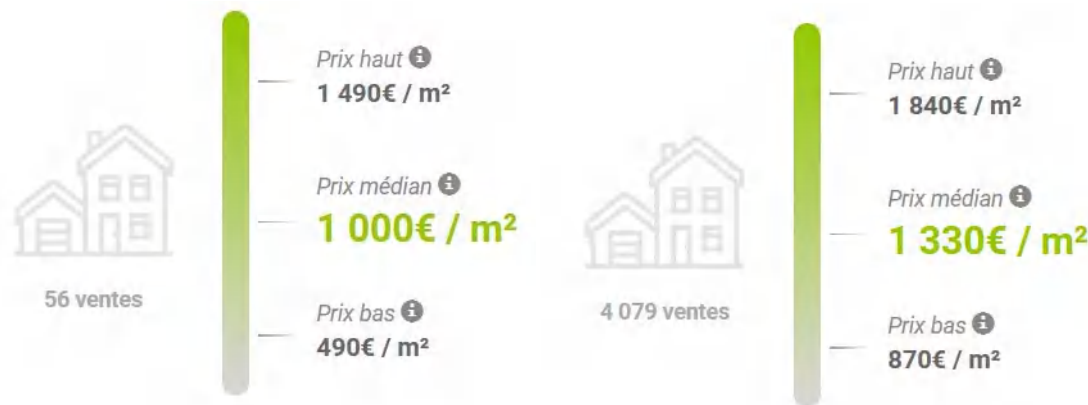 Prix haut
1 490€ / m²
Prix médian
1 000€ / m²
56 ventes
Prix bas
490€ / m²
Prix haut
1 840€ / m²
Prix médian
1 330€ / m²
4 079 ventes
Prix bas
870€ / m²